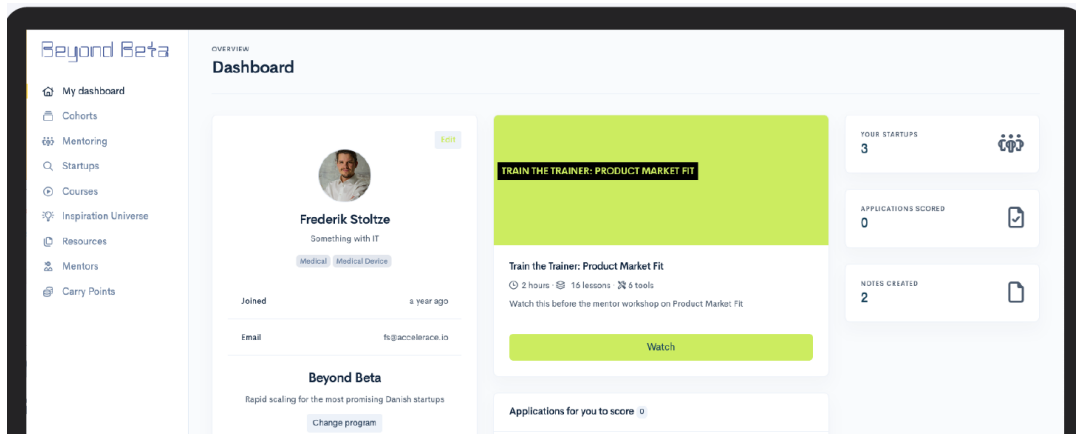 Beyond Beta
My dashboard
Cohorts
Mentoring
Startups
Courses
Inspiration Universe
Resources
Mentors
Carry Points
OVERVIEW
Dashboard
Edit
Frederik Stoltze
Something with IT
Medical Medical Device
Joined a year ago
Email fs@accelerace.io
Beyond Beta
Rapid scaling for the most promising Danish startups
Change program
TRAIN THE TRAINER: PRODUCT MARKET FIT
Train the Trainer: Product Market Fit
2 hours · 16 lessons · 6 tools
Watch this before the mentor workshop on Product Market Fit
Watch
Applications for you to score 0
YOUR STARTUPS
3
APPLICATIONS SCORED
0
NOTES CREATED
2